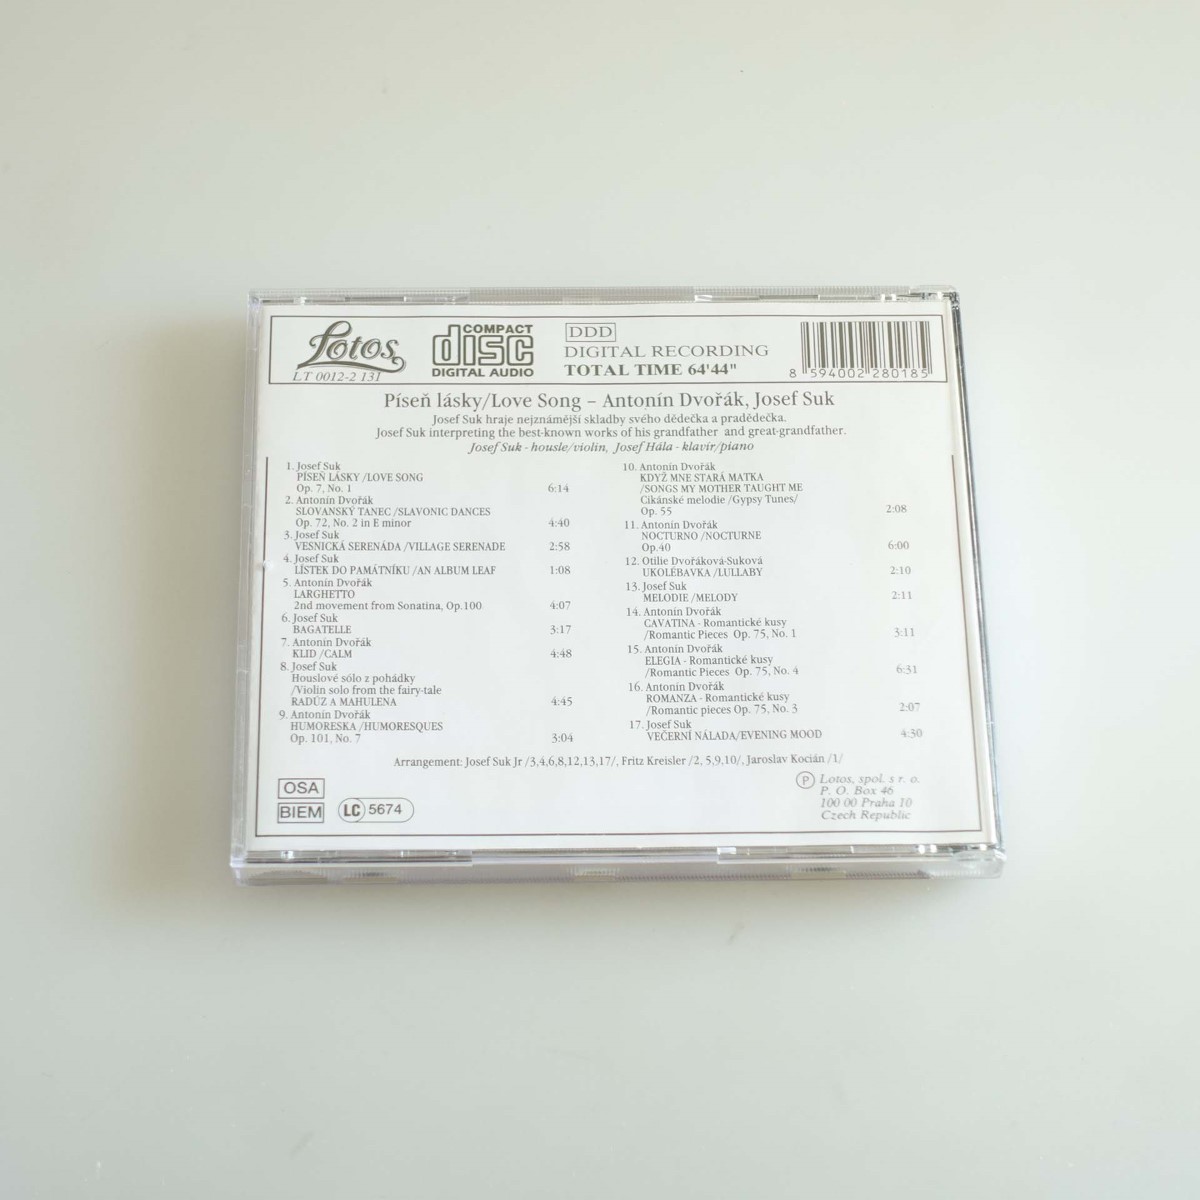 Lotos
LT 0012-2 131
COMPACT
disc
DIGITAL AUDIO
DDD
DIGITAL RECORDING
TOTAL TIME 64'44"
8 594002 280185
Píseň lásky/Love Song – Antonín Dvořák, Josef Suk
Josef Suk hraje nejznámější skladby svého dědečka a pradědečka.
Josef Suk interpreting the best-known works of his grandfather and great-grandfather.
Josef Suk - housle/violin, Josef Hála - klavír/piano
1. Josef Suk
PÍSEŇ LÁSKY /LOVE SONG
Op. 7, No. 1 6:14
2. Antonín Dvořák
SLOVANSKÝ TANEC /SLAVONIC DANCES
Op. 72, No. 2 in E minor 4:40
3. Josef Suk
VESNICKÁ SERENÁDA /VILLAGE SERENADE 2:58
4. Josef Suk
LÍSTEK DO PAMÁTNÍKU /AN ALBUM LEAF 1:08
5. Antonín Dvořák
LARGHETTO
2nd movement from Sonatina, Op.100 4:07
6. Josef Suk
BAGATELLE 3:17
7. Antonín Dvořák
KLID /CALM 4:48
8. Josef Suk
Houslové sólo z pohádky
/Violin solo from the fairy-tale
RADÚZ A MAHULENA 4:45
9. Antonín Dvořák
HUMORESKA /HUMORESQUES
Op. 101, No. 7 3:04
10. Antonín Dvořák
KDYŽ MNE STARÁ MATKA
/SONGS MY MOTHER TAUGHT ME
Cikánské melodie /Gypsy Tunes/
Op. 55 2:08
11. Antonín Dvořák
NOCTURNO /NOCTURNE
Op.40 6:00
12. Otilie Dvořáková-Suková
UKOLÉBAVKA /LULLABY 2:10
13. Josef Suk
MELODIE /MELODY 2:11
14. Antonín Dvořák
CAVATINA - Romantické kusy
/Romantic Pieces Op. 75, No. 1 3:11
15. Antonín Dvořák
ELEGIA - Romantické kusy
/Romantic Pieces Op. 75, No. 4 6:31
16. Antonín Dvořák
ROMANZA - Romantické kusy
/Romantic pieces Op. 75, No. 3 2:07
17. Josef Suk
VEČERNÍ NÁLADA/EVENING MOOD 4:30
Arrangement: Josef Suk Jr /3,4,6,8,12,13,17/, Fritz Kreisler /2, 5,9,10/, Jaroslav Kocián /1/
OSA
BIEM
LC 5674
Ⓟ Lotos, spol. s r. o.
P. O. Box 46
100 00 Praha 10
Czech Republic